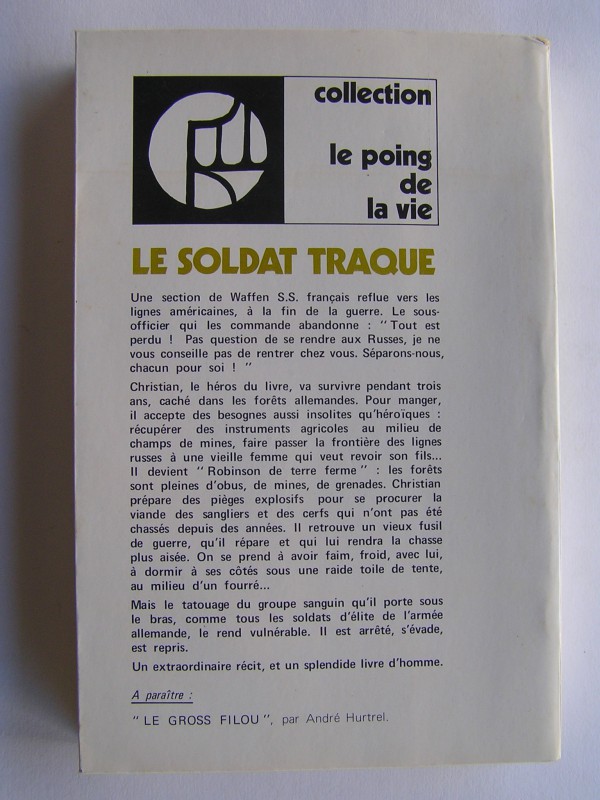 collection
le poing
de
la vie
LE SOLDAT TRAQUE
Une section de Waffen S.S. français reflue vers les
lignes américaines, à la fin de la guerre. Le sous-
officier qui les commande abandonne : "Tout est
perdu ! Pas question de se rendre aux Russes, je ne
vous conseille pas de rentrer chez vous. Séparons-nous,
chacun pour soi ! "
Christian, le héros du livre, va survivre pendant trois
ans, caché dans les forêts allemandes. Pour manger,
il accepte des besognes aussi insolites qu'héroïques :
récupérer des instruments agricoles au milieu de
champs de mines, faire passer la frontière des lignes
russes à une vieille femme qui veut revoir son fils...
Il devient "Robinson de terre ferme" : les forêts
sont pleines d'obus, de mines, de grenades. Christian
prépare des pièges explosifs pour se procurer la
viande des sangliers et des cerfs qui n'ont pas été
chassés depuis des années. Il retrouve un vieux fusil
de guerre, qu'il répare et qui lui rendra la chasse
plus aisée. On se prend à avoir faim, froid, avec lui,
à dormir à ses côtés sous une raide toile de tente,
au milieu d'un fourré...
Mais le tatouage du groupe sanguin qu'il porte sous
le bras, comme tous les soldats d'élite de l'armée
allemande, le rend vulnérable. Il est arrêté, s'évade,
est repris.
Un extraordinaire récit, et un splendide livre d'homme.
A paraître :
"LE GROSS FILOU", par André Hurtrel.